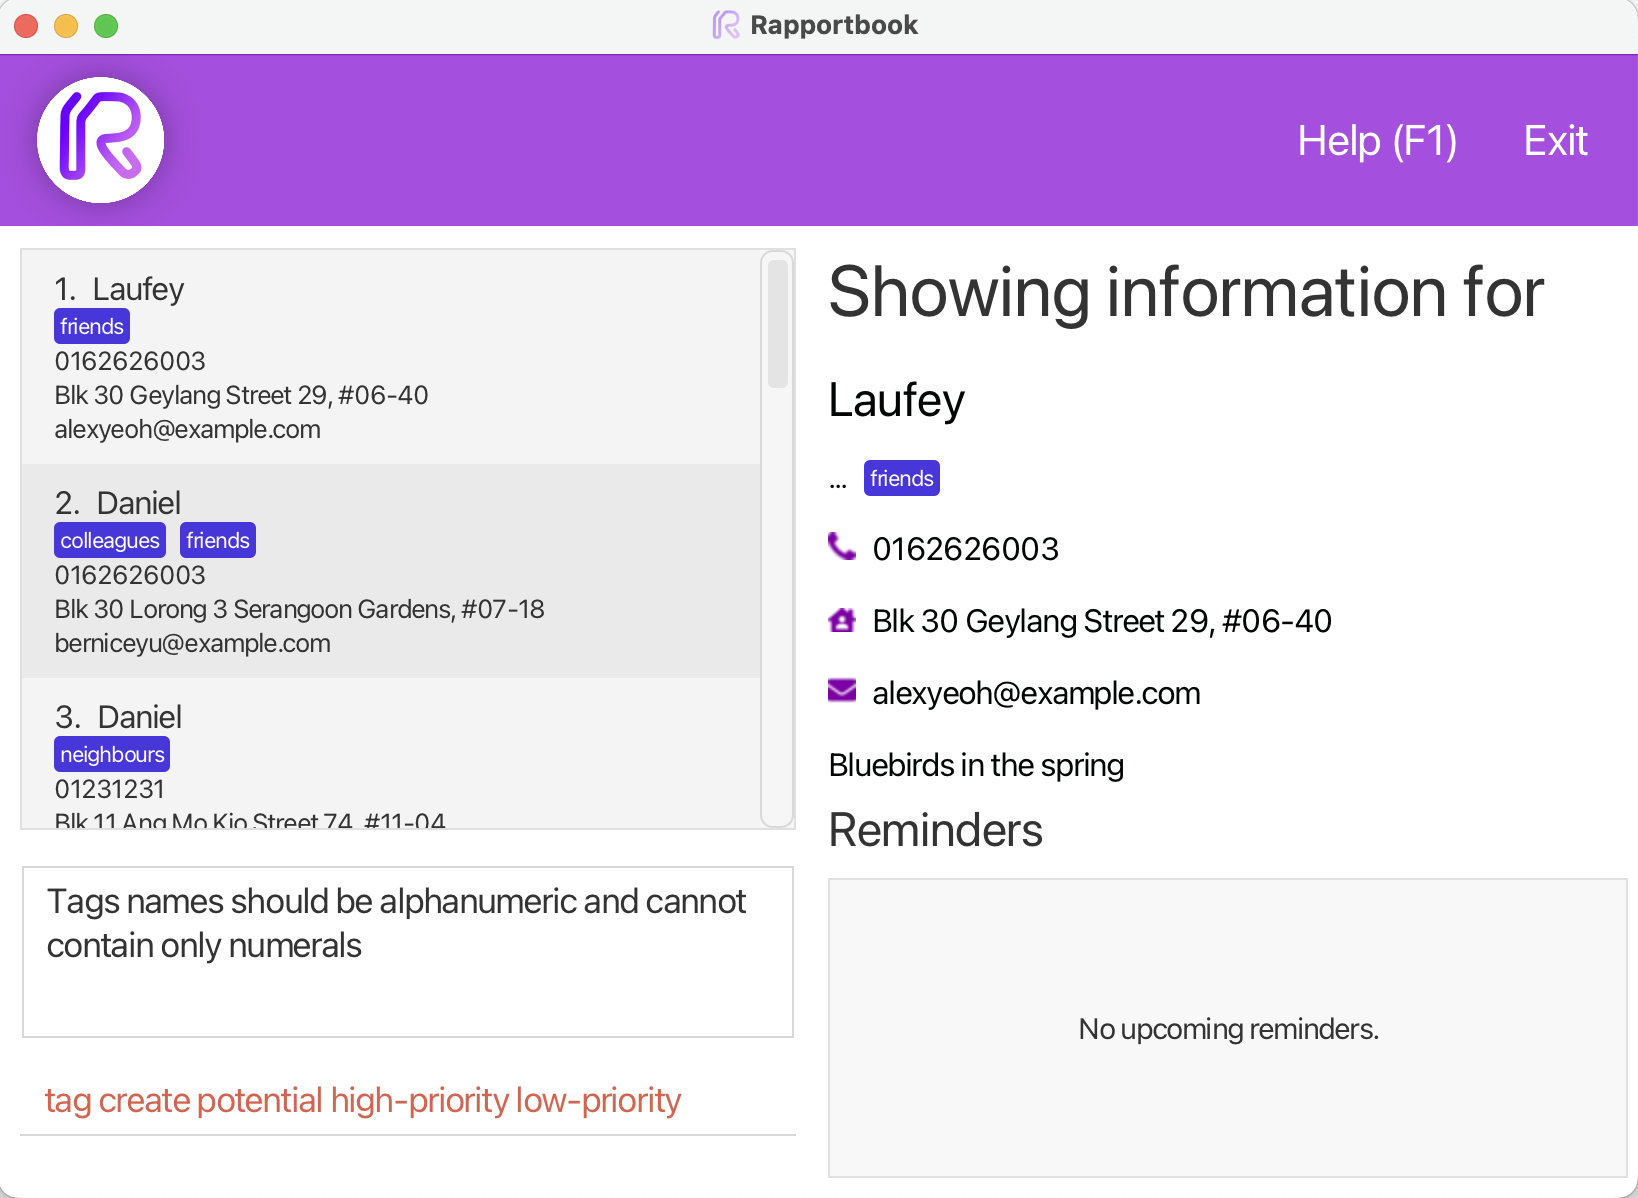 Rapportbook
Help (F1) Exit
1. Laufey
friends
0162626003
Blk 30 Geylang Street 29, #06-40
alexyeoh@example.com
2. Daniel
colleagues friends
0162626003
Blk 30 Lorong 3 Serangoon Gardens, #07-18
berniceyu@example.com
3. Daniel
neighbours
01231231
Blk 11 Ang Mo Kio Street 74, #11-04
Tags names should be alphanumeric and cannot
contain only numerals
tag create potential high-priority low-priority
Showing information for
Laufey
... friends
0162626003
Blk 30 Geylang Street 29, #06-40
alexyeoh@example.com
Bluebirds in the spring
Reminders
No upcoming reminders.